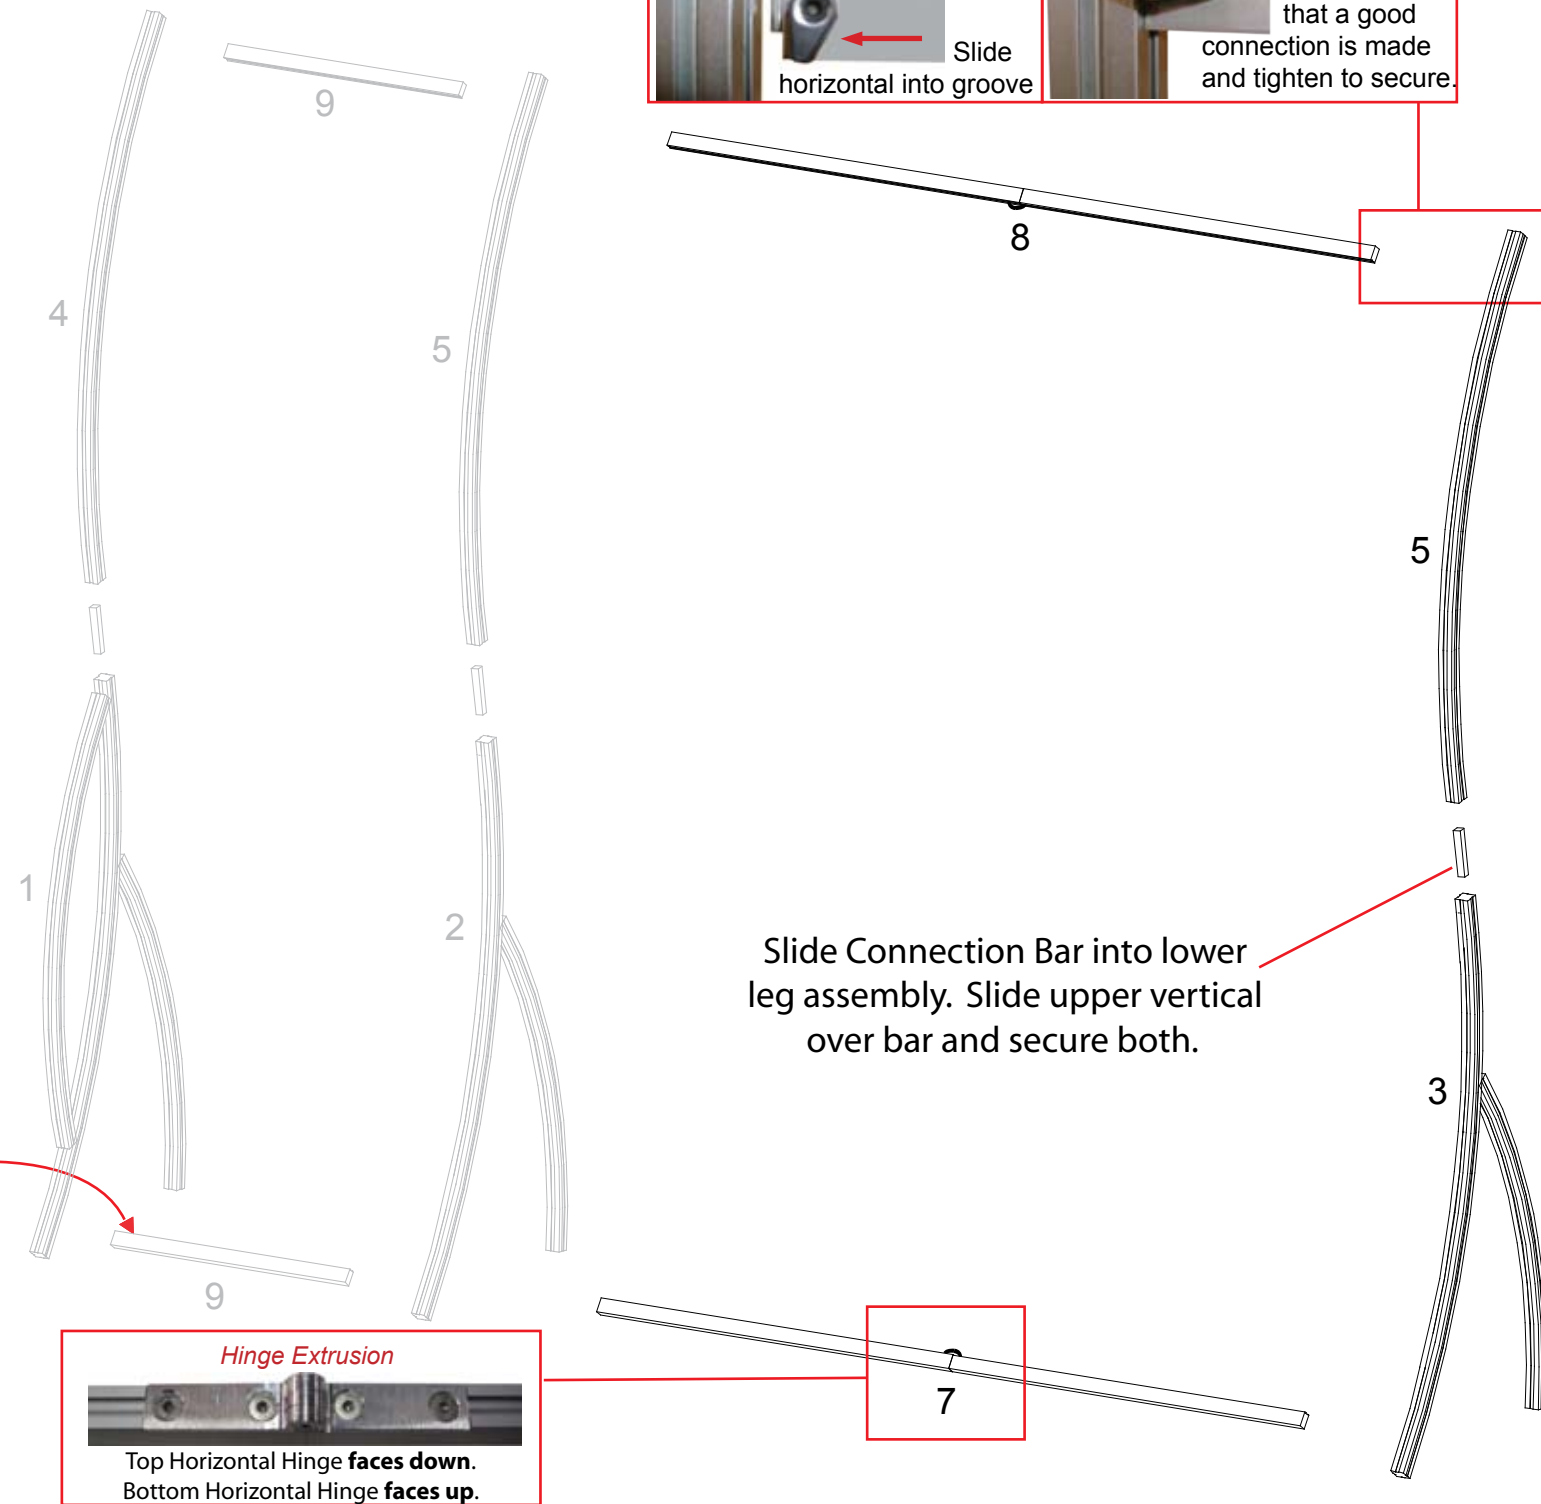 Slide
horizontal into groove
that a good
connection is made
and tighten to secure.
9
8
4
5
5
1
2
Slide Connection Bar into lower
leg assembly.  Slide upper vertical
over bar and secure both.
3
9
7
Hinge Extrusion
Top Horizontal Hinge faces down.
Bottom Horizontal Hinge faces up.